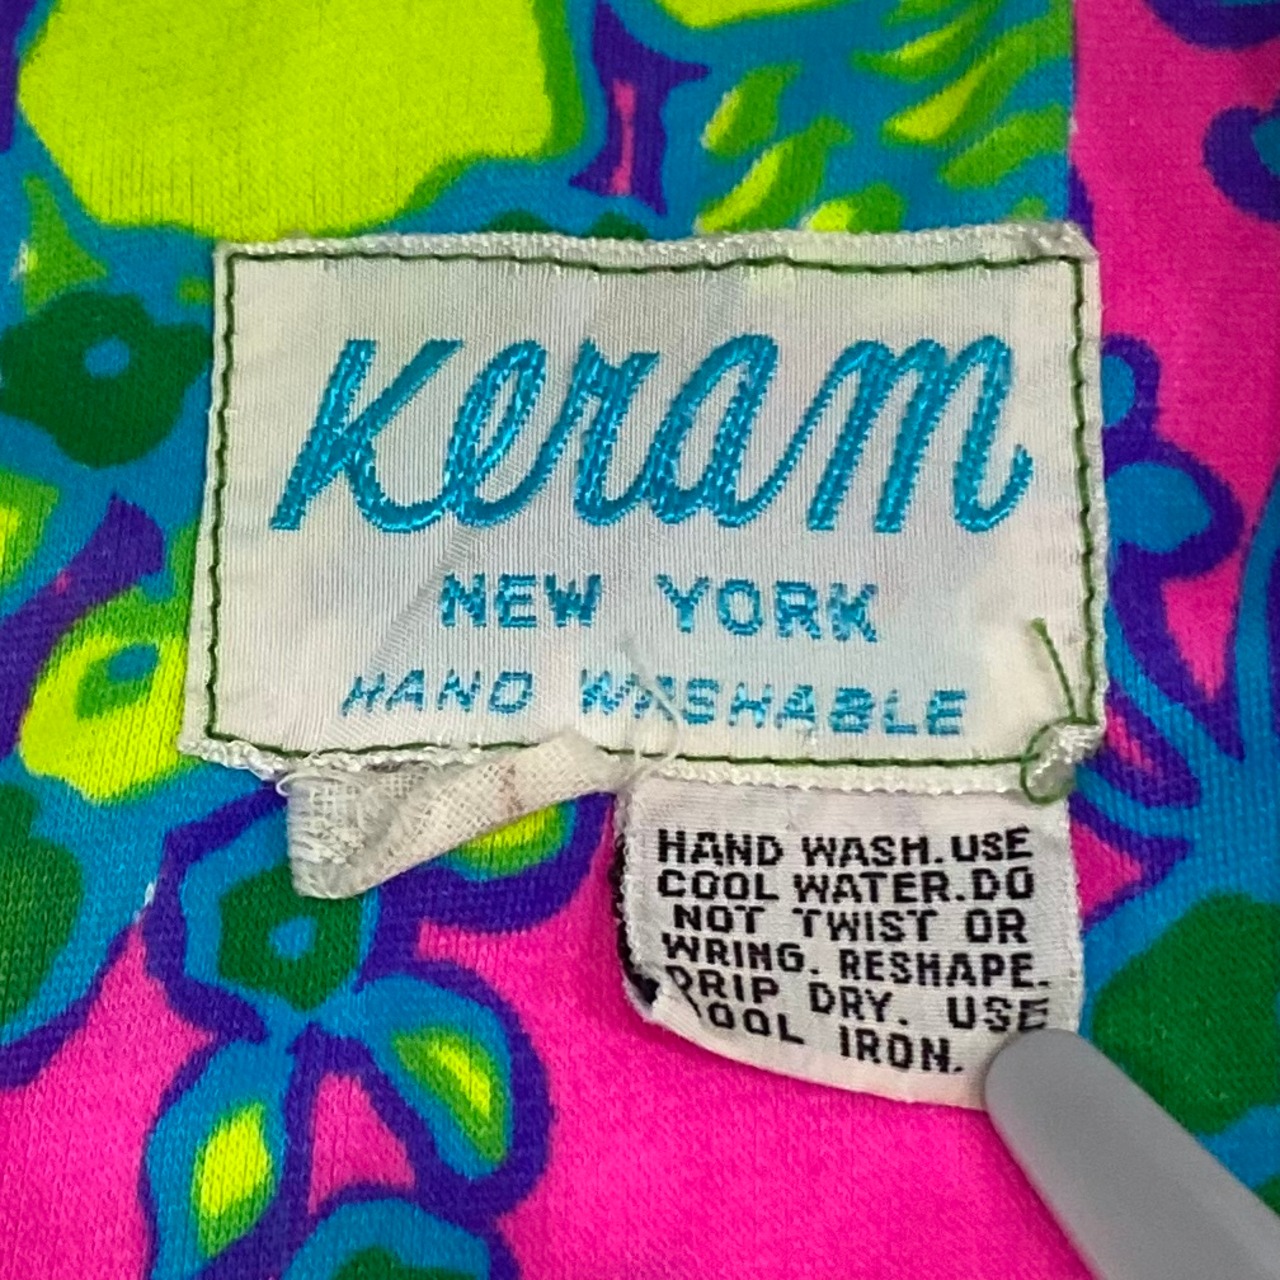 Keram
NEW YORK
HAND WASHABLE
HAND WASH. USE
COOL WATER. DO
NOT TWIST OR
WRING. RESHAPE.
DRIP DRY. USE
COOL IRON.